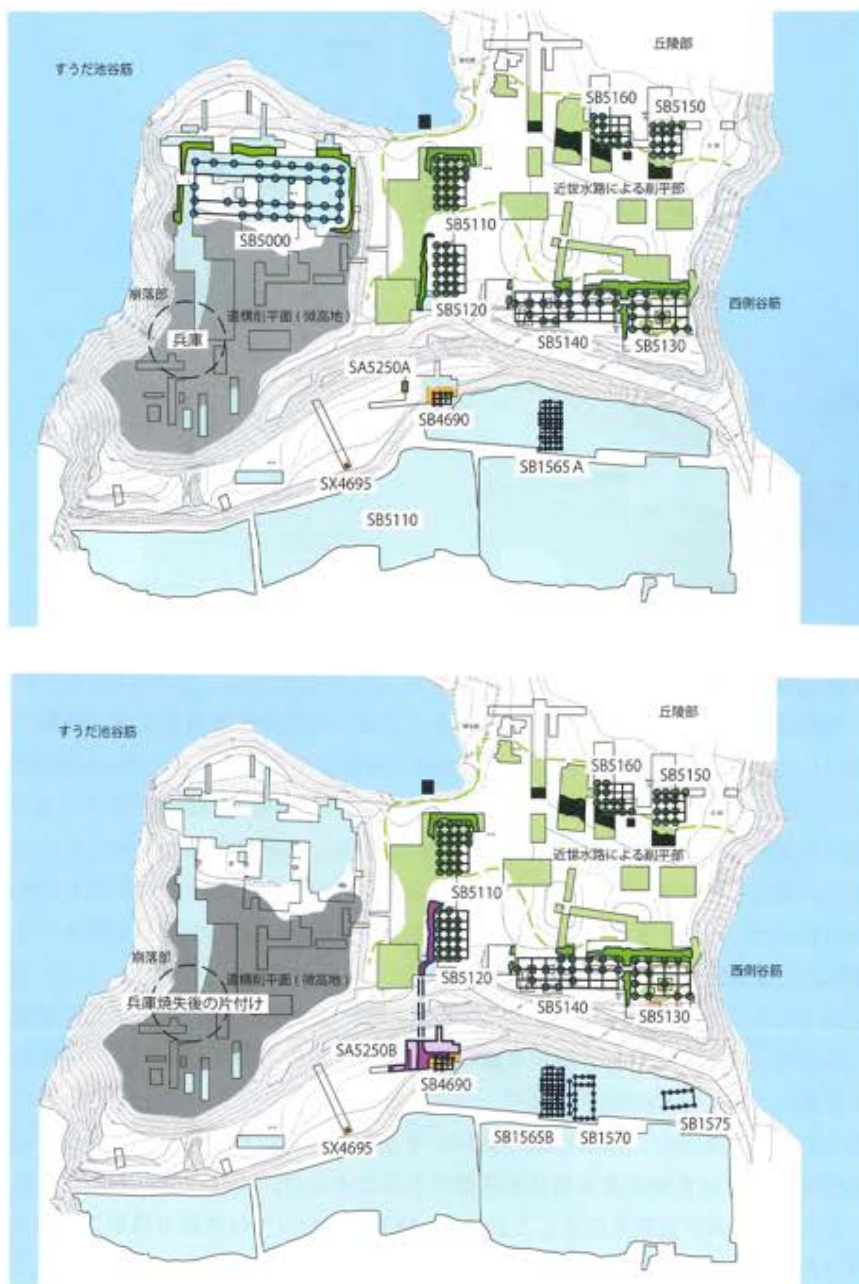 すうだ池谷筋
丘陵部
SB5160
SB5150
近世水路による削平部
SB5110
SB5000
SB5120
西側谷筋
崩落部
遺構削平面(微高地)
兵庫
SB5140
SB5130
SA5250A
SB4690
SB1565A
SX4695
SB5110
すうだ池谷筋
丘陵部
SB5160
SB5150
近世水路による削平部
SB5110
崩落部
遺構削平面(微高地)
SB5120
西側谷筋
兵庫焼失後の片付け
SB5140
SB5130
SA5250B
SB4690
SB1575
SX4695
SB1565B
SB1570